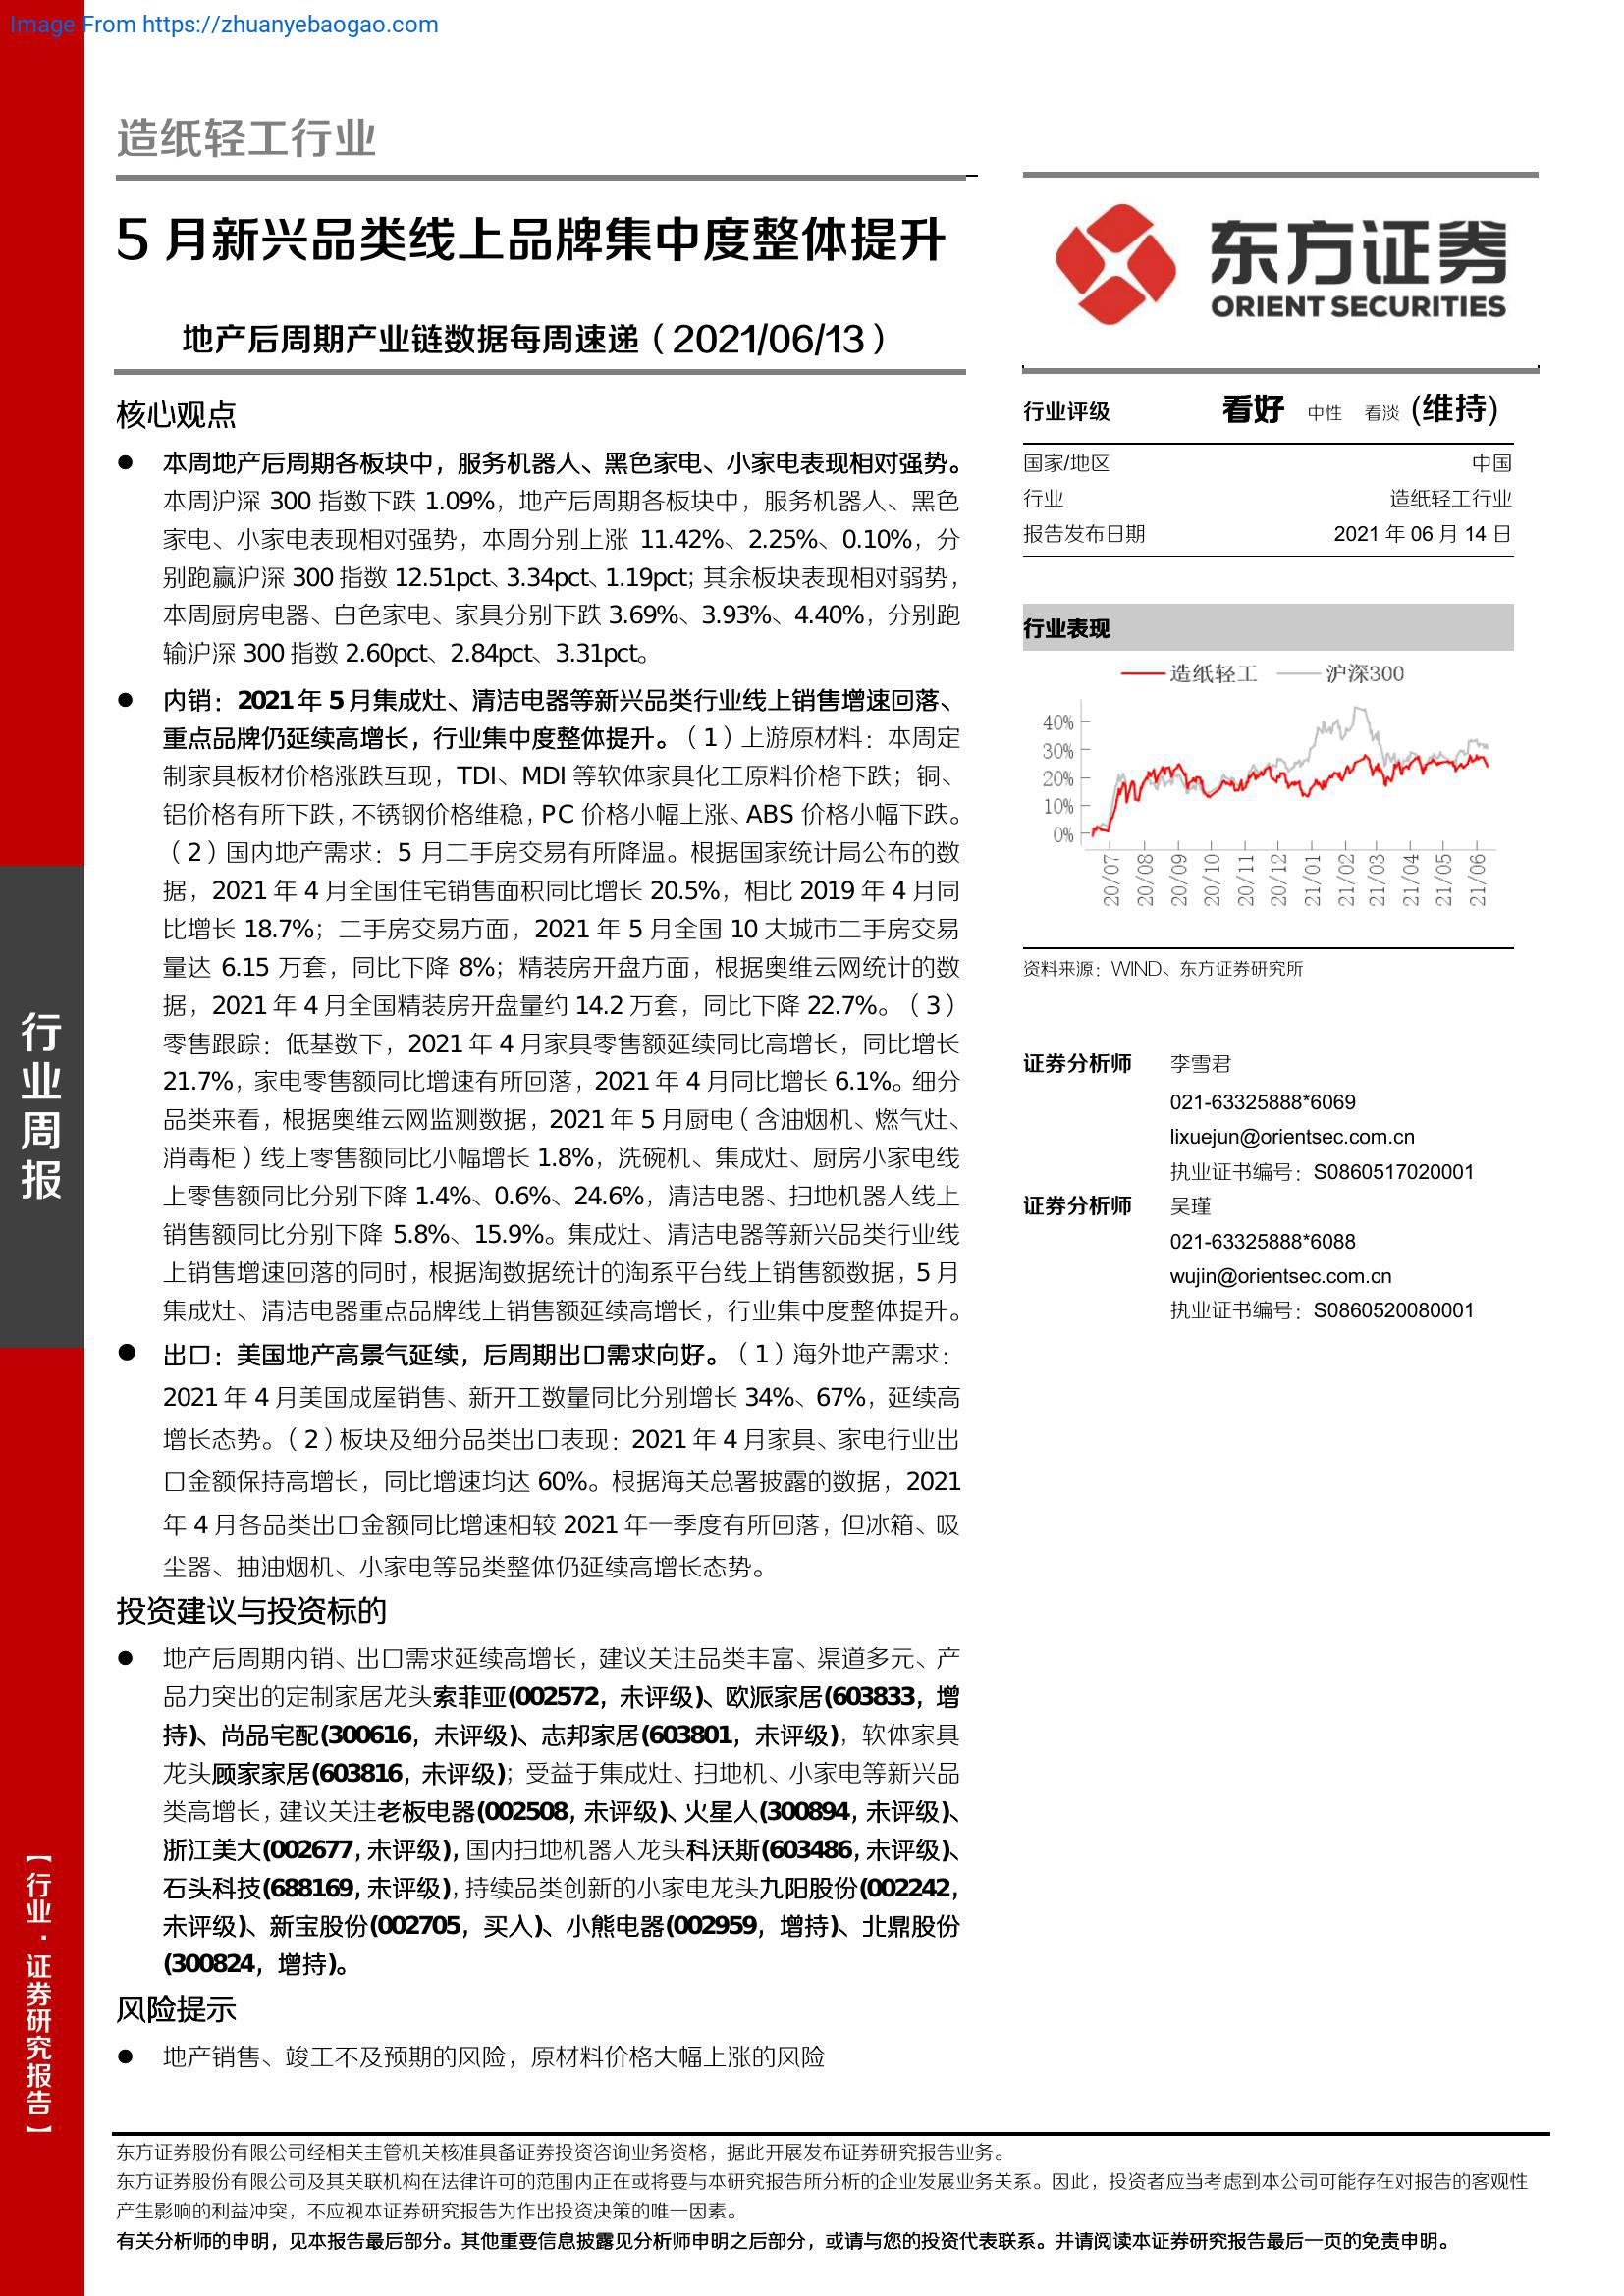 Image From https://zhuanyebaogao.com
造纸轻工行业
5 月新兴品类线上品牌集中度整体提升
地产后周期产业链数据每周速递（2021/06/13）
核心观点
● 本周地产后周期各板块中，服务机器人、黑色家电、小家电表现相对强势。
本周沪深 300 指数下跌 1.09%，地产后周期各板块中，服务机器人、黑色
家电、小家电表现相对强势，本周分别上涨 11.42%、2.25%、0.10%，分
别跑赢沪深 300 指数 12.51pct、3.34pct、1.19pct；其余板块表现相对弱势，
本周厨房电器、白色家电、家具分别下跌 3.69%、3.93%、4.40%，分别跑
输沪深 300 指数 2.60pct、2.84pct、3.31pct。
● 内销：2021 年 5 月集成灶、清洁电器等新兴品类行业线上销售增速回落、
重点品牌仍延续高增长，行业集中度整体提升。（1）上游原材料：本周定
制家具板材价格涨跌互现，TDI、MDI 等软体家具化工原料价格下跌；铜、
铝价格有所下跌，不锈钢价格维稳，PC 价格小幅上涨、ABS 价格小幅下跌。
（2）国内地产需求：5 月二手房交易有所降温。根据国家统计局公布的数
据，2021 年 4 月全国住宅销售面积同比增长 20.5%，相比 2019 年 4 月同
比增长 18.7%；二手房交易方面，2021 年 5 月全国 10 大城市二手房交易
量达 6.15 万套，同比下降 8%；精装房开盘方面，根据奥维云网统计的数
据，2021 年 4 月全国精装房开盘量约 14.2 万套，同比下降 22.7%。（3）
零售跟踪：低基数下，2021 年 4 月家具零售额延续同比高增长，同比增长
21.7%，家电零售额同比增速有所回落，2021 年 4 月同比增长 6.1%。细分
品类来看，根据奥维云网监测数据，2021 年 5 月厨电（含油烟机、燃气灶、
消毒柜）线上零售额同比小幅增长 1.8%，洗碗机、集成灶、厨房小家电线
上零售额同比分别下降 1.4%、0.6%、24.6%，清洁电器、扫地机器人线上
销售额同比分别下降 5.8%、15.9%。集成灶、清洁电器等新兴品类行业线
上销售增速回落的同时，根据淘数据统计的淘系平台线上销售额数据，5 月
集成灶、清洁电器重点品牌线上销售额延续高增长，行业集中度整体提升。
● 出口：美国地产高景气延续，后周期出口需求向好。（1）海外地产需求：
2021 年 4 月美国成屋销售、新开工数量同比分别增长 34%、67%，延续高
增长态势。（2）板块及细分品类出口表现：2021 年 4 月家具、家电行业出
口金额保持高增长，同比增速均达 60%。根据海关总署披露的数据，2021
年 4 月各品类出口金额同比增速相较 2021 年一季度有所回落，但冰箱、吸
尘器、抽油烟机、小家电等品类整体仍延续高增长态势。
投资建议与投资标的
● 地产后周期内销、出口需求延续高增长，建议关注品类丰富、渠道多元、产
品力突出的定制家居龙头索菲亚(002572，未评级)、欧派家居(603833，增
持)、尚品宅配(300616，未评级)、志邦家居(603801，未评级)，软体家具
龙头顾家家居(603816，未评级)；受益于集成灶、扫地机、小家电等新兴品
类高增长，建议关注老板电器(002508，未评级)、火星人(300894，未评级)、
浙江美大(002677，未评级)，国内扫地机器人龙头科沃斯(603486，未评级)、
石头科技(688169，未评级)，持续品类创新的小家电龙头九阳股份(002242，
未评级)、新宝股份(002705，买入)、小熊电器(002959，增持)、北鼎股份
(300824，增持)。
风险提示
● 地产销售、竣工不及预期的风险，原材料价格大幅上涨的风险
东方证券
ORIENT SECURITIES
行业评级 看好 中性 看淡 (维持)
国家/地区 中国
行业 造纸轻工行业
报告发布日期 2021 年 06 月 14 日
行业表现
造纸轻工 沪深300
40%
30%
20%
10%
0%
20/07 20/08 20/09 20/10 20/11 20/12 21/01 21/02 21/03 21/04 21/05 21/06
资料来源：WIND、东方证券研究所
证券分析师 李雪君
021-63325888*6069
lixuejun@orientsec.com.cn
执业证书编号：S0860517020001
证券分析师 吴瑾
021-63325888*6088
wujin@orientsec.com.cn
执业证书编号：S0860520080001
行业周报
【行业·证券研究报告】
东方证券股份有限公司经相关主管机关核准具备证券投资咨询业务资格，据此开展发布证券研究报告业务。
东方证券股份有限公司及其关联机构在法律许可的范围内正在或将要与本研究报告所分析的企业发展业务关系。因此，投资者应当考虑到本公司可能存在对报告的客观性
产生影响的利益冲突，不应视本证券研究报告为作出投资决策的唯一因素。
有关分析师的申明，见本报告最后部分。其他重要信息披露见分析师申明之后部分，或请与您的投资代表联系。并请阅读本证券研究报告最后一页的免责申明。